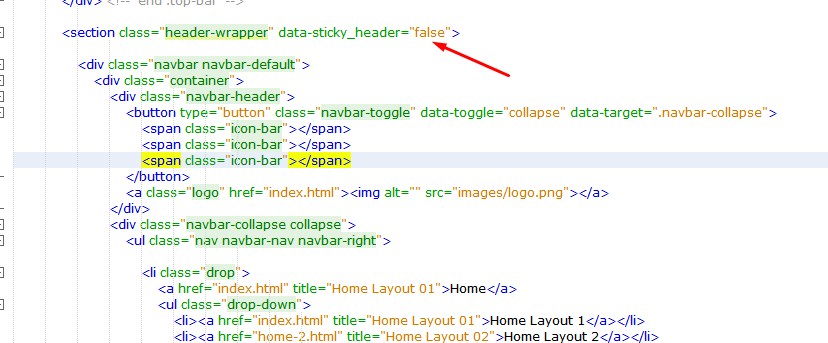 </div> <!-- end .top-bar -->
<section class="header-wrapper" data-sticky_header="false">
<div class="navbar navbar-default">
<div class="container">
<div class="navbar-header">
<button type="button" class="navbar-toggle" data-toggle="collapse" data-target=".navbar-collapse">
<span class="icon-bar"></span>
<span class="icon-bar"></span>
<span class="icon-bar"></span>
</button>
<a class="logo" href="index.html"><img alt="" src="images/logo.png"></a>
</div>
<div class="navbar-collapse collapse">
<ul class="nav navbar-nav navbar-right">
<li class="drop">
<a href="index.html" title="Home Layout 01">Home</a>
<ul class="drop-down">
<li><a href="index.html" title="Home Layout 01">Home Layout 1</a></li>
<li><a href="home-2.html" title="Home Layout 02">Home Layout 2</a></li>